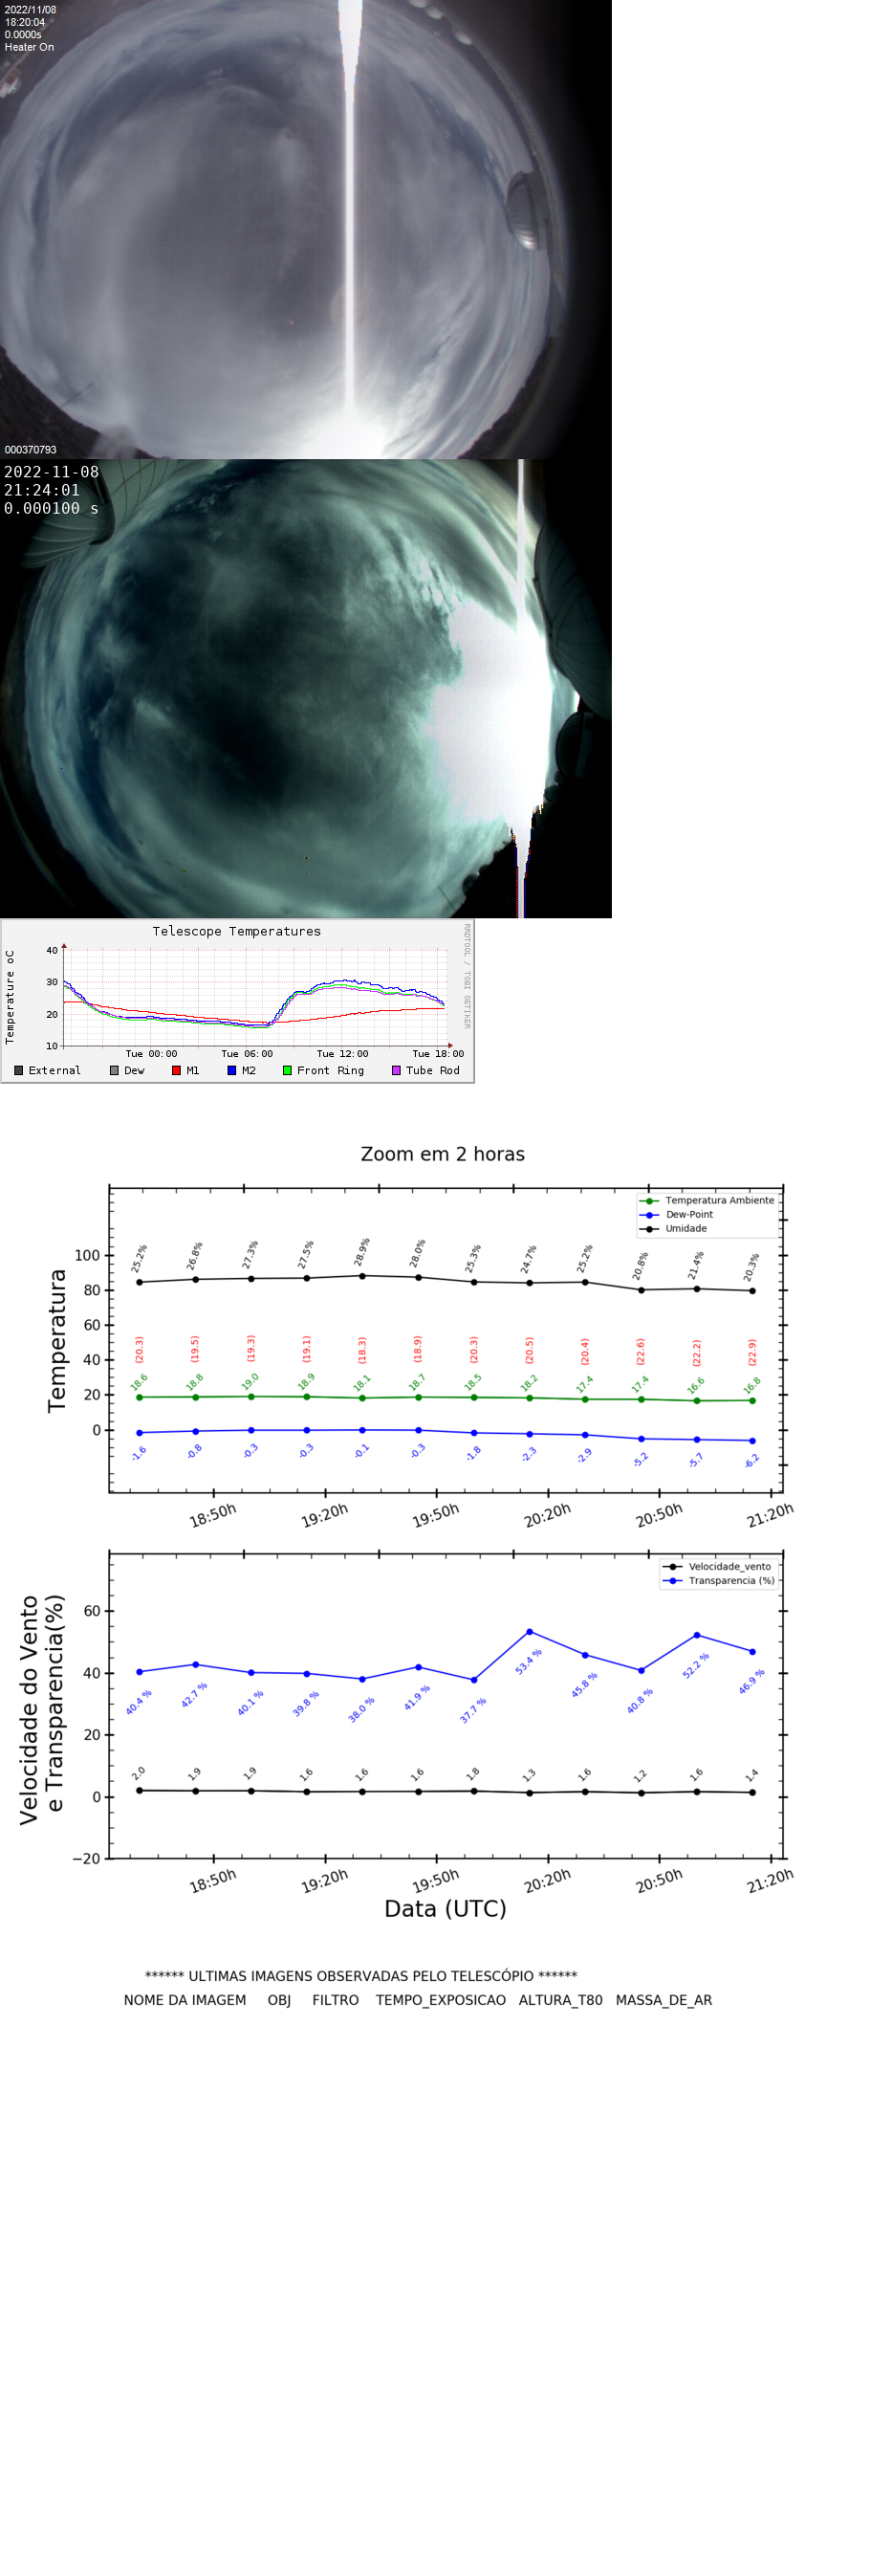 2022/11/08
18:20:04
0.0000s
Heater On
000370793
2022-11-08
21:24:01
0.000100 s
Telescope Temperatures
RRDTOOL / TOBI OETIKER
Temperature oC
40
30
20
10
Tue 00:00 Tue 06:00 Tue 12:00 Tue 18:00
External Dew M1 M2 Front Ring Tube Rod
Zoom em 2 horas
Temperatura Ambiente
Dew-Point
Umidade
Temperatura
100
80
60
40
20
0
25.2% 26.8% 27.3% 27.5% 28.9% 28.0% 25.3% 24.7% 25.2% 20.8% 21.4% 20.3%
(20.3) (19.5) (19.3) (19.1) (18.3) (18.9) (20.3) (20.5) (20.4) (22.6) (22.2) (22.9)
18.6 18.8 19.0 18.9 18.1 18.7 18.5 18.2 17.4 17.4 16.6 16.8
-1.6 -0.8 -0.3 -0.3 -0.1 -0.3 -1.8 -2.3 -2.9 -5.2 -5.7 -6.2
18:50h 19:20h 19:50h 20:20h 20:50h 21:20h
Velocidade_vento
Transparencia (%)
Velocidade do Vento
e Transparencia(%)
60
40
20
0
−20
40.4 % 42.7 % 40.1 % 39.8 % 38.0 % 41.9 % 37.7 % 53.4 % 45.8 % 40.8 % 52.2 % 46.9 %
2.0 1.9 1.9 1.6 1.6 1.6 1.8 1.3 1.6 1.2 1.6 1.4
18:50h 19:20h 19:50h 20:20h 20:50h 21:20h
Data (UTC)
****** ULTIMAS IMAGENS OBSERVADAS PELO TELESCÓPIO ******
NOME DA IMAGEM OBJ FILTRO TEMPO_EXPOSICAO ALTURA_T80 MASSA_DE_AR